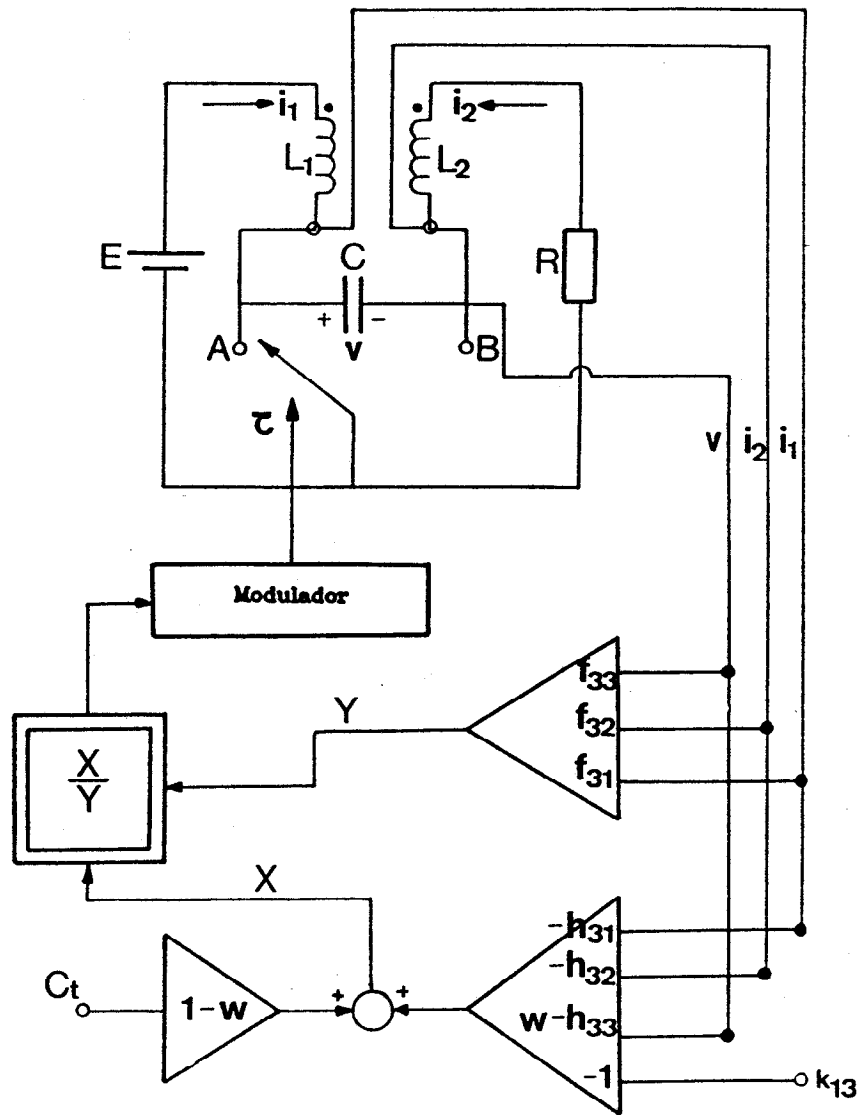 i1
i2
L1
L2
E
C
R
+
-
A
v
B
τ
v i2 i1
Modulador
f33
Y
f32
X
Y
f31
X
-h31
-h32
Ct
1-w
+
+
w-h33
-1
k13